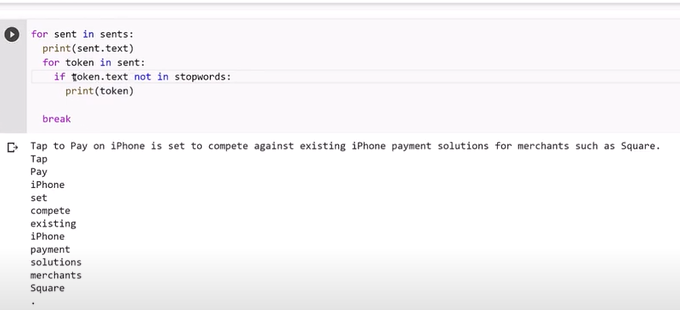 for sent in sents:
print(sent.text)
for token in sent:
if token.text not in stopwords:
print(token)
break
Tap to Pay on iPhone is set to compete against existing iPhone payment solutions for merchants such as Square.
Tap
Pay
iPhone
set
compete
existing
iPhone
payment
solutions
merchants
Square
.